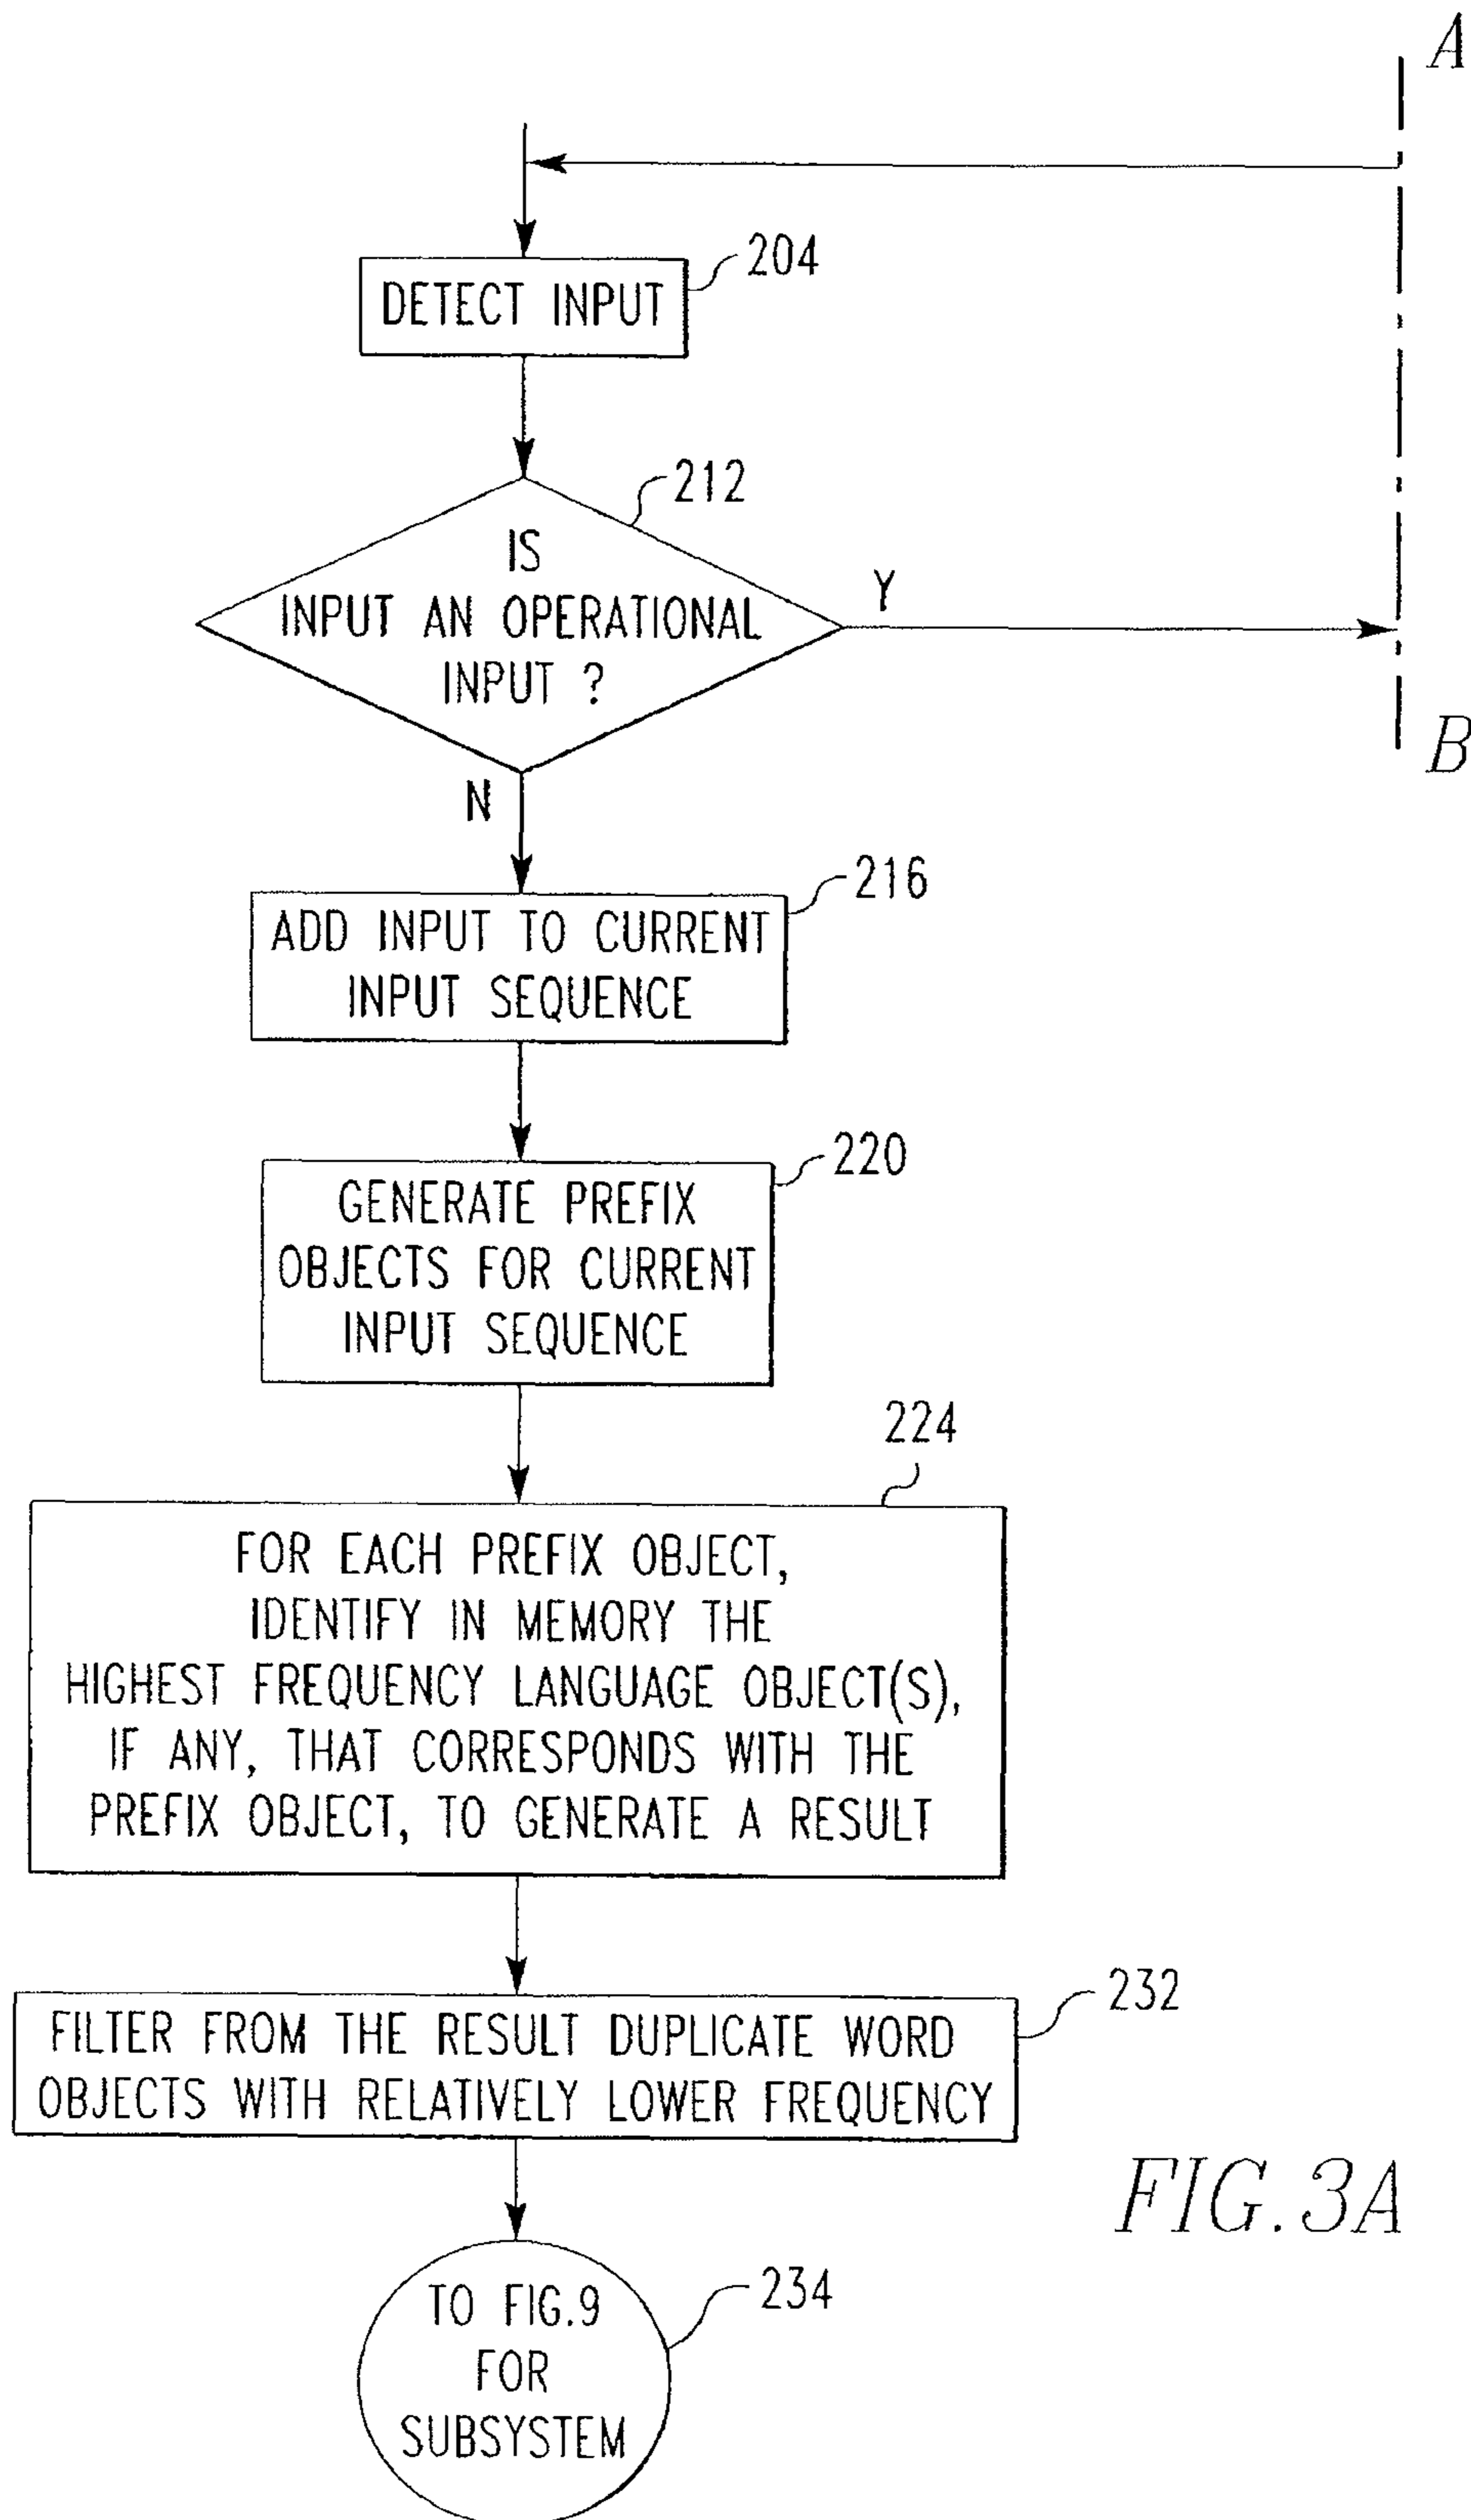 A
204
DETECT INPUT
212
IS
INPUT AN OPERATIONAL
INPUT ?
Y
B
N
216
ADD INPUT TO CURRENT
INPUT SEQUENCE
220
GENERATE PREFIX
OBJECTS FOR CURRENT
INPUT SEQUENCE
224
FOR EACH PREFIX OBJECT,
IDENTIFY IN MEMORY THE
HIGHEST FREQUENCY LANGUAGE OBJECT(S),
IF ANY, THAT CORRESPONDS WITH THE
PREFIX OBJECT, TO GENERATE A RESULT
232
FILTER FROM THE RESULT DUPLICATE WORD
OBJECTS WITH RELATIVELY LOWER FREQUENCY
FIG. 3A
234
TO FIG.9
FOR
SUBSYSTEM